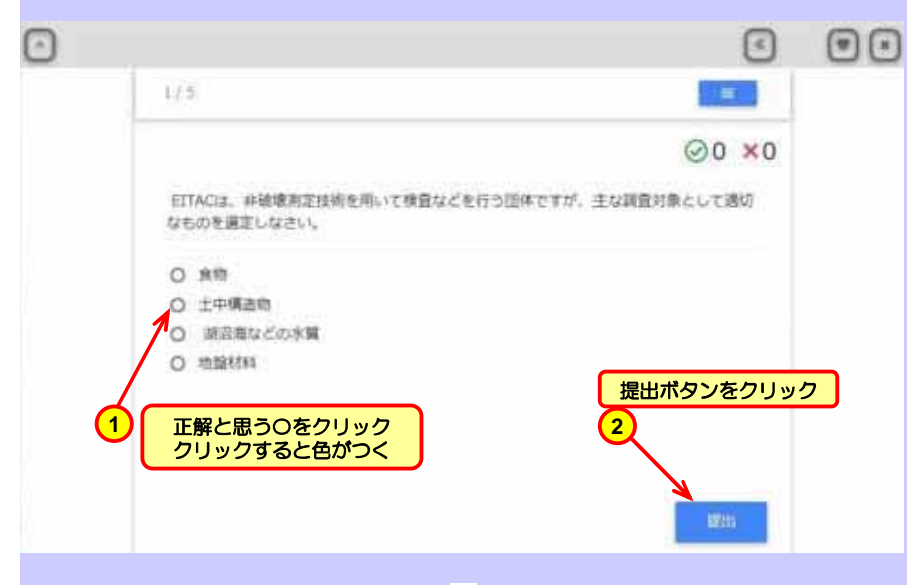 1 / 5
0 ×0
EITACは、非破壊測定技術を用いて検査などを行う団体ですが、主な調査対象として適切
なものを選定しなさい。
食物
土中構造物
湖沼海などの水質
地盤材料
提出ボタンをクリック
1
正解と思う〇をクリック
クリックすると色がつく
2
提出